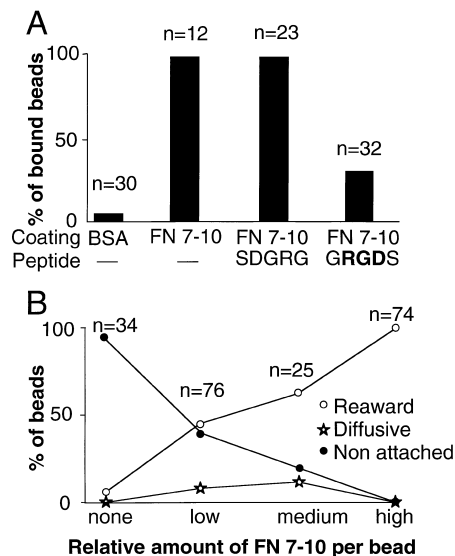 A
n=12
n=23
100
% of bound beads
50
n=32
n=30
0
Coating BSA FN 7-10 FN 7-10 FN 7-10
Peptide — — SDGRG GRGDS
B
100
n=34
n=74
n=76
n=25
% of beads
50
Reaward
Diffusive
Non attached
0
none low medium high
Relative amount of FN 7-10 per bead